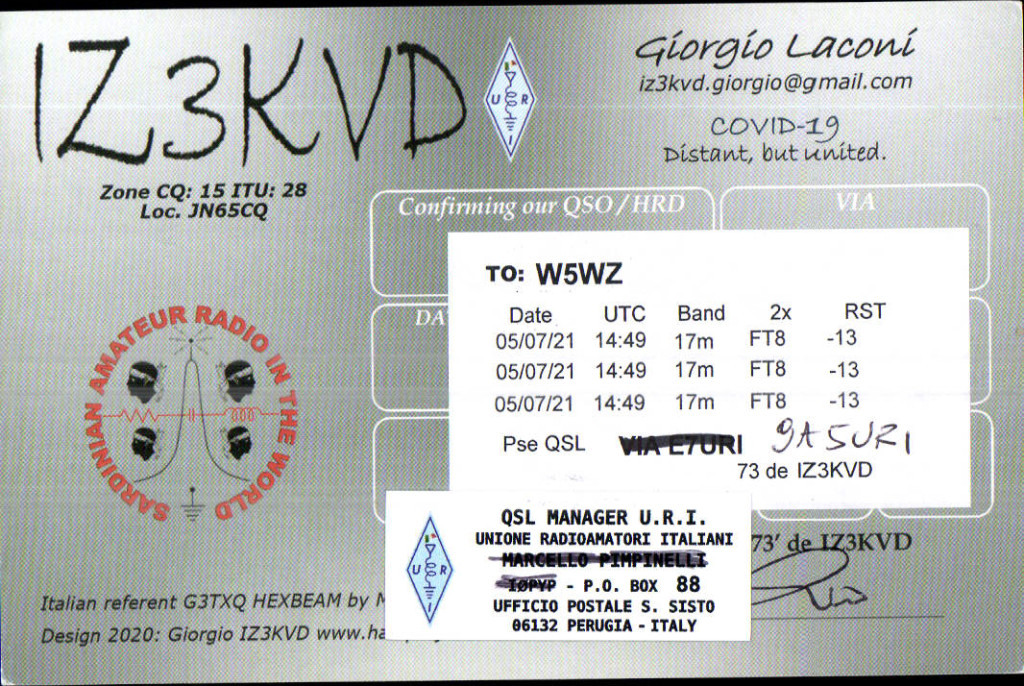 IZ3KVD
U R I
Giorgio Laconi
iz3kvd.giorgio@gmail.com
COVID-19
Distant, but united.
Zone CQ: 15 ITU: 28
Loc. JN65CQ
Confirming our QSO / HRD
VIA
TO: W5WZ
DA
Date UTC Band 2x RST
05/07/21 14:49 17m FT8 -13
05/07/21 14:49 17m FT8 -13
05/07/21 14:49 17m FT8 -13
Pse QSL VIA E7URI 9A5URI
73 de IZ3KVD
SARDINIAN AMATEUR RADIO IN THE WORLD
U R I
QSL MANAGER U.R.I.
UNIONE RADIOAMATORI ITALIANI
MARCELLO PIMPINELLI
IØPYP - P.O. BOX 88
UFFICIO POSTALE S. SISTO
06132 PERUGIA - ITALY
73' de IZ3KVD
Italian referent G3TXQ HEXBEAM by
Design 2020: Giorgio IZ3KVD